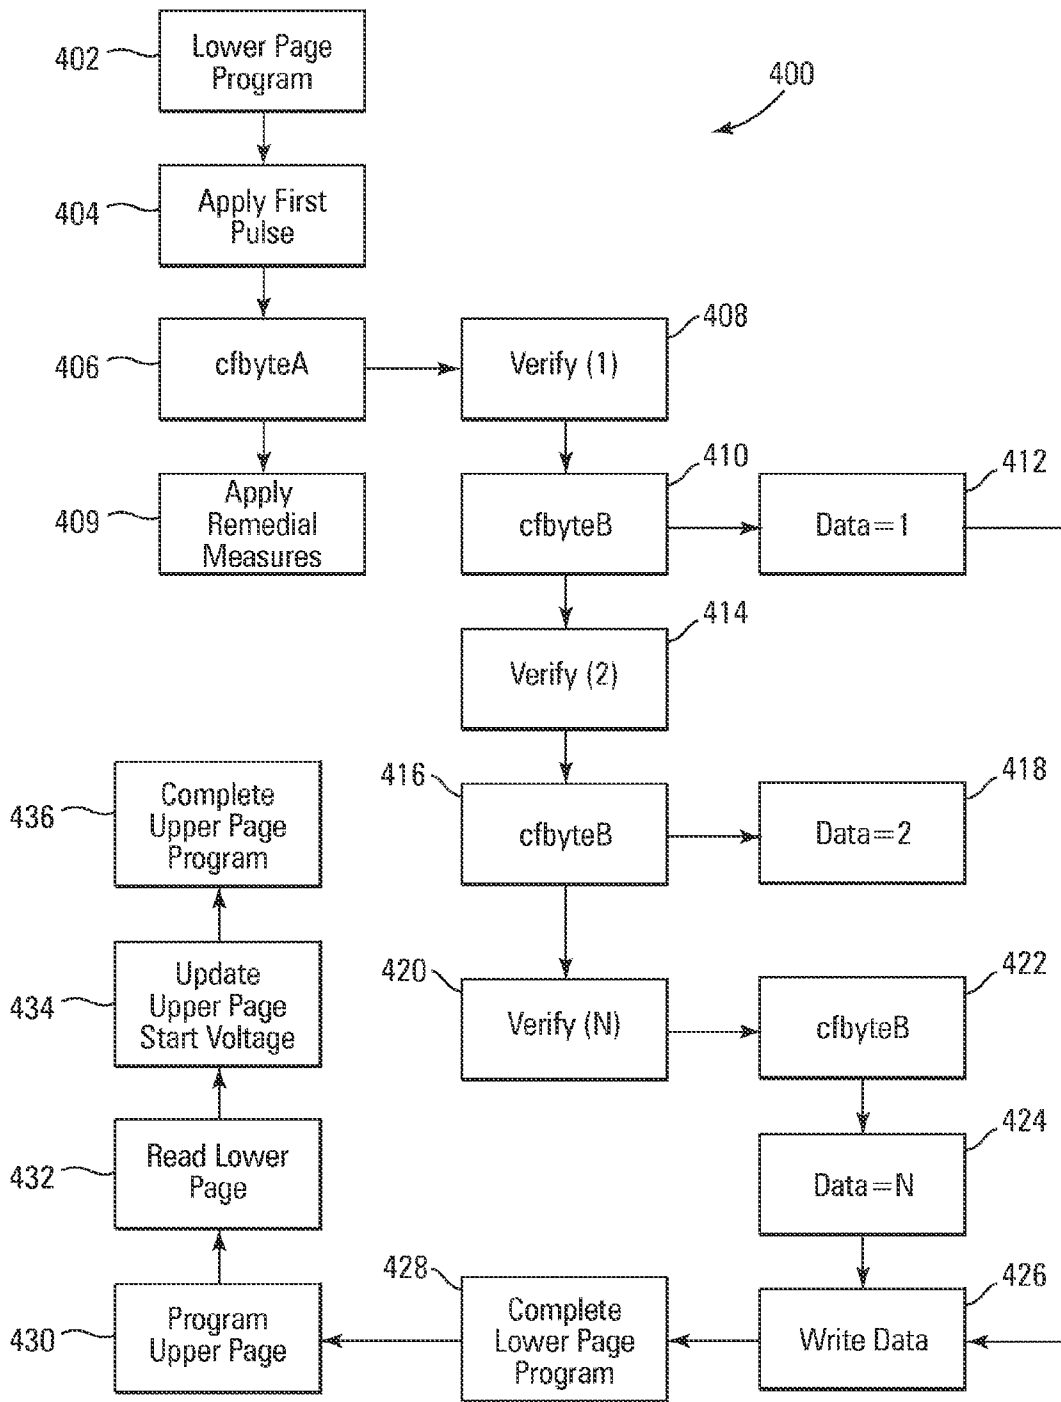 402
Lower Page
Program
400
404
Apply First
Pulse
406
cfbyteA
Verify (1)
408
409
Apply
Remedial
Measures
cfbyteB
410
Data=1
412
Verify (2)
414
416
cfbyteB
Data=2
418
436
Complete
Upper Page
Program
434
Update
Upper Page
Start Voltage
420
Verify (N)
cfbyteB
422
432
Read Lower
Page
Data=N
424
430
Program
Upper Page
428
Complete
Lower Page
Program
Write Data
426